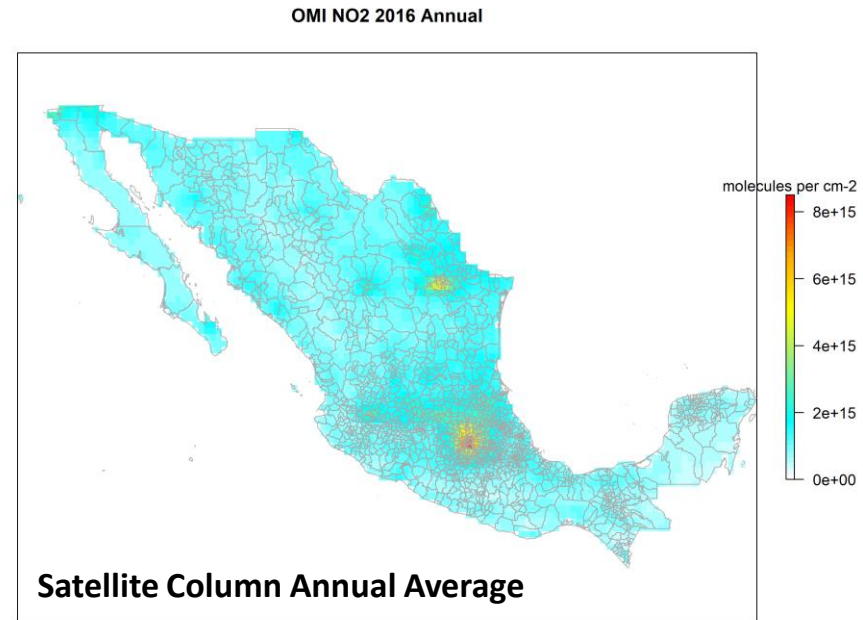 OMI NO2 2016 Annual
molecules per cm-2
8e+15
6e+15
4e+15
2e+15
0e+00
Satellite Column Annual Average